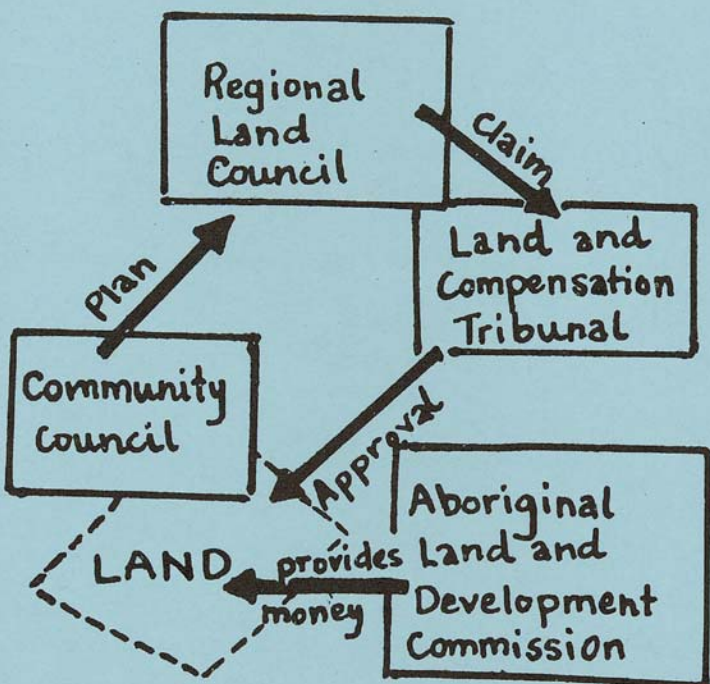 Regional
Land
Council
Claim
Land and
Compensation
Tribunal
Plan
Community
Council
Approval
LAND
provides
money
Aboriginal
Land and
Development
Commission